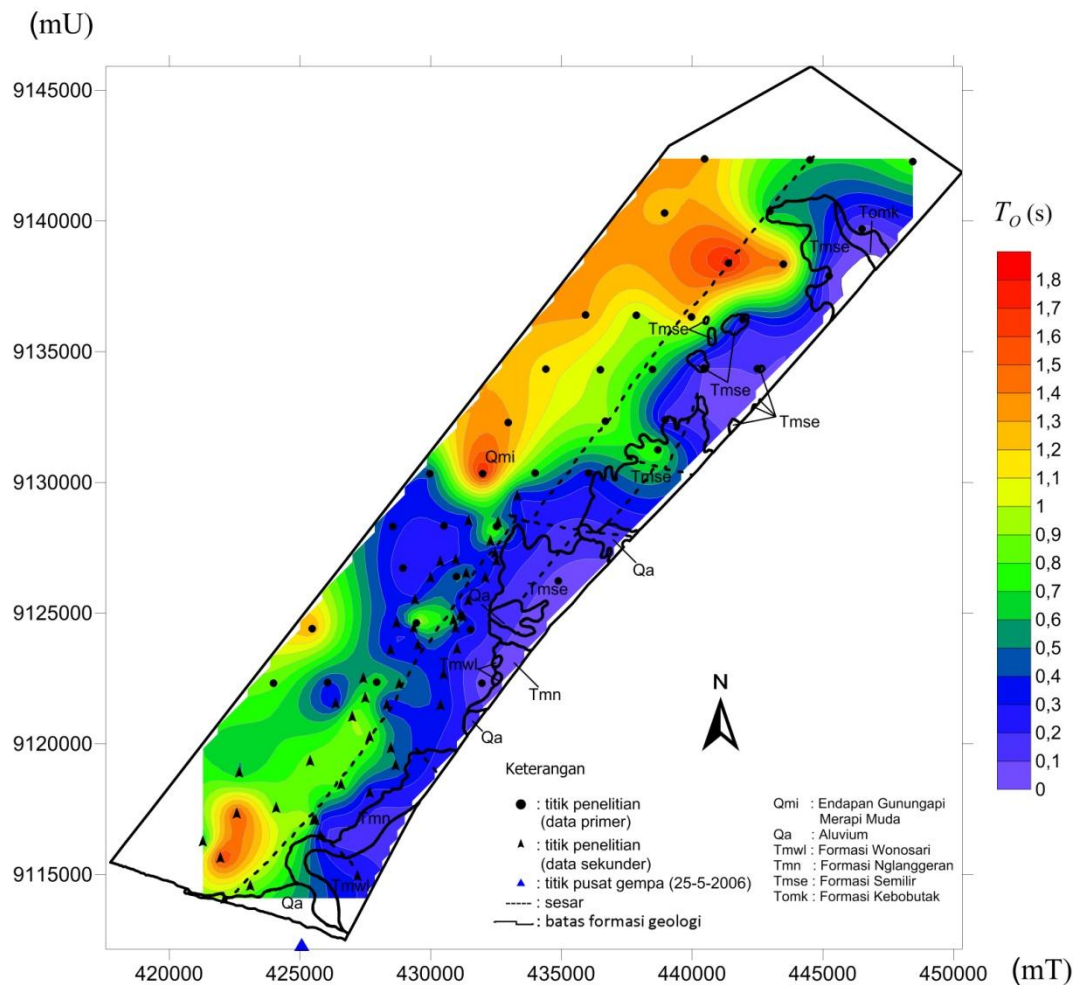 (mU)
9145000
9140000
9135000
9130000
9125000
9120000
9115000
420000
425000
430000
435000
440000
445000
450000
(mT)
T_O (s)
1,8
1,7
1,6
1,5
1,4
1,3
1,2
1,1
1
0,9
0,8
0,7
0,6
0,5
0,4
0,3
0,2
0,1
0
Tomk
Tmse
Tmse
Tmse
Tmse
Qmi
Tmse
Qa
Tmse
Qa
Tmwl
Tmn
Qa
Tmn
Tmwl
Qa
N
Keterangan
: titik penelitian
(data primer)
: titik penelitian
(data sekunder)
: titik pusat gempa (25-5-2006)
: sesar
: batas formasi geologi
Qmi : Endapan Gunungapi
Merapi Muda
Qa : Aluvium
Tmwl : Formasi Wonosari
Tmn : Formasi Nglanggeran
Tmse : Formasi Semilir
Tomk : Formasi Kebobutak